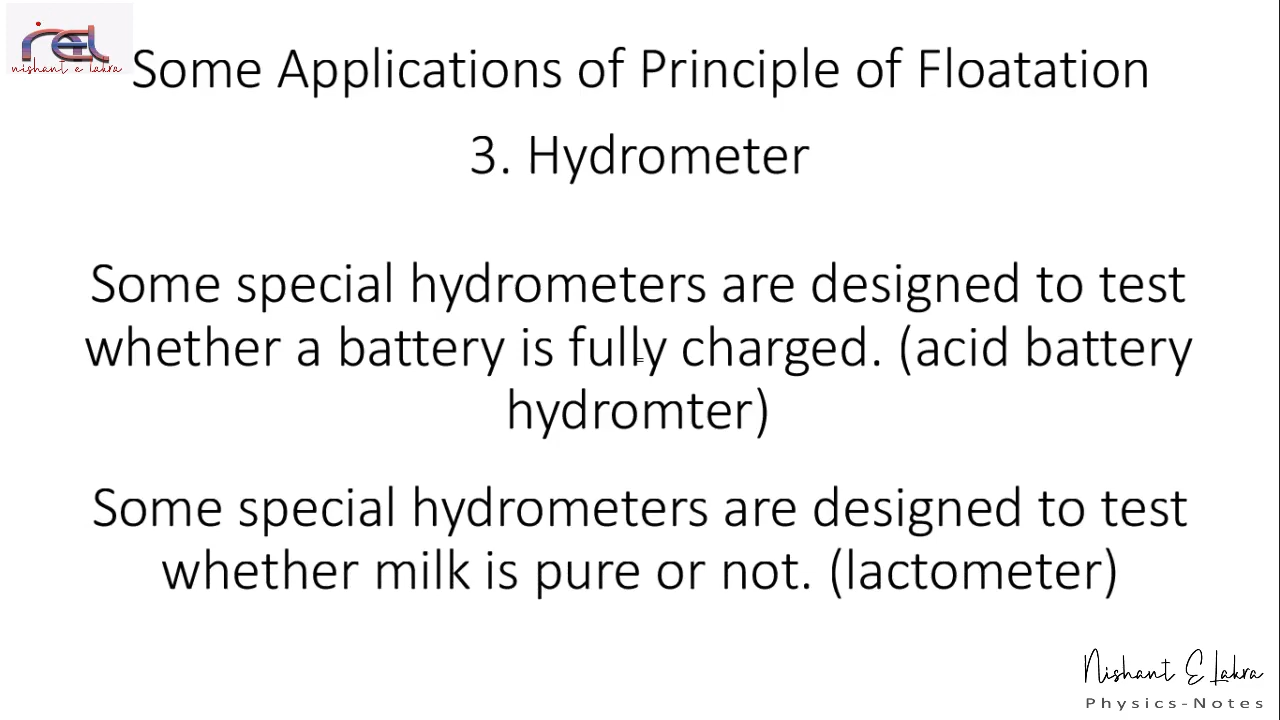 nishant e lakra
Some Applications of Principle of Floatation
3. Hydrometer
Some special hydrometers are designed to test
whether a battery is fully charged. (acid battery
hydromter)
Some special hydrometers are designed to test
whether milk is pure or not. (lactometer)
Nishant E Lakra
Physics-Notes